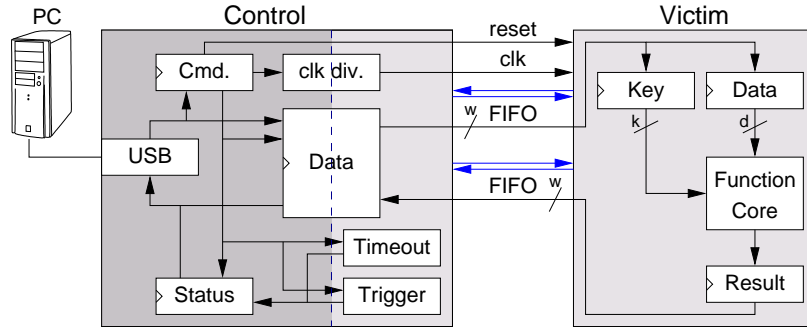 PC
Control
Victim
reset
Cmd.
clk div.
clk
Key
Data
w
FIFO
k
d
USB
Data
Function
Core
FIFO
w
Timeout
Status
Trigger
Result